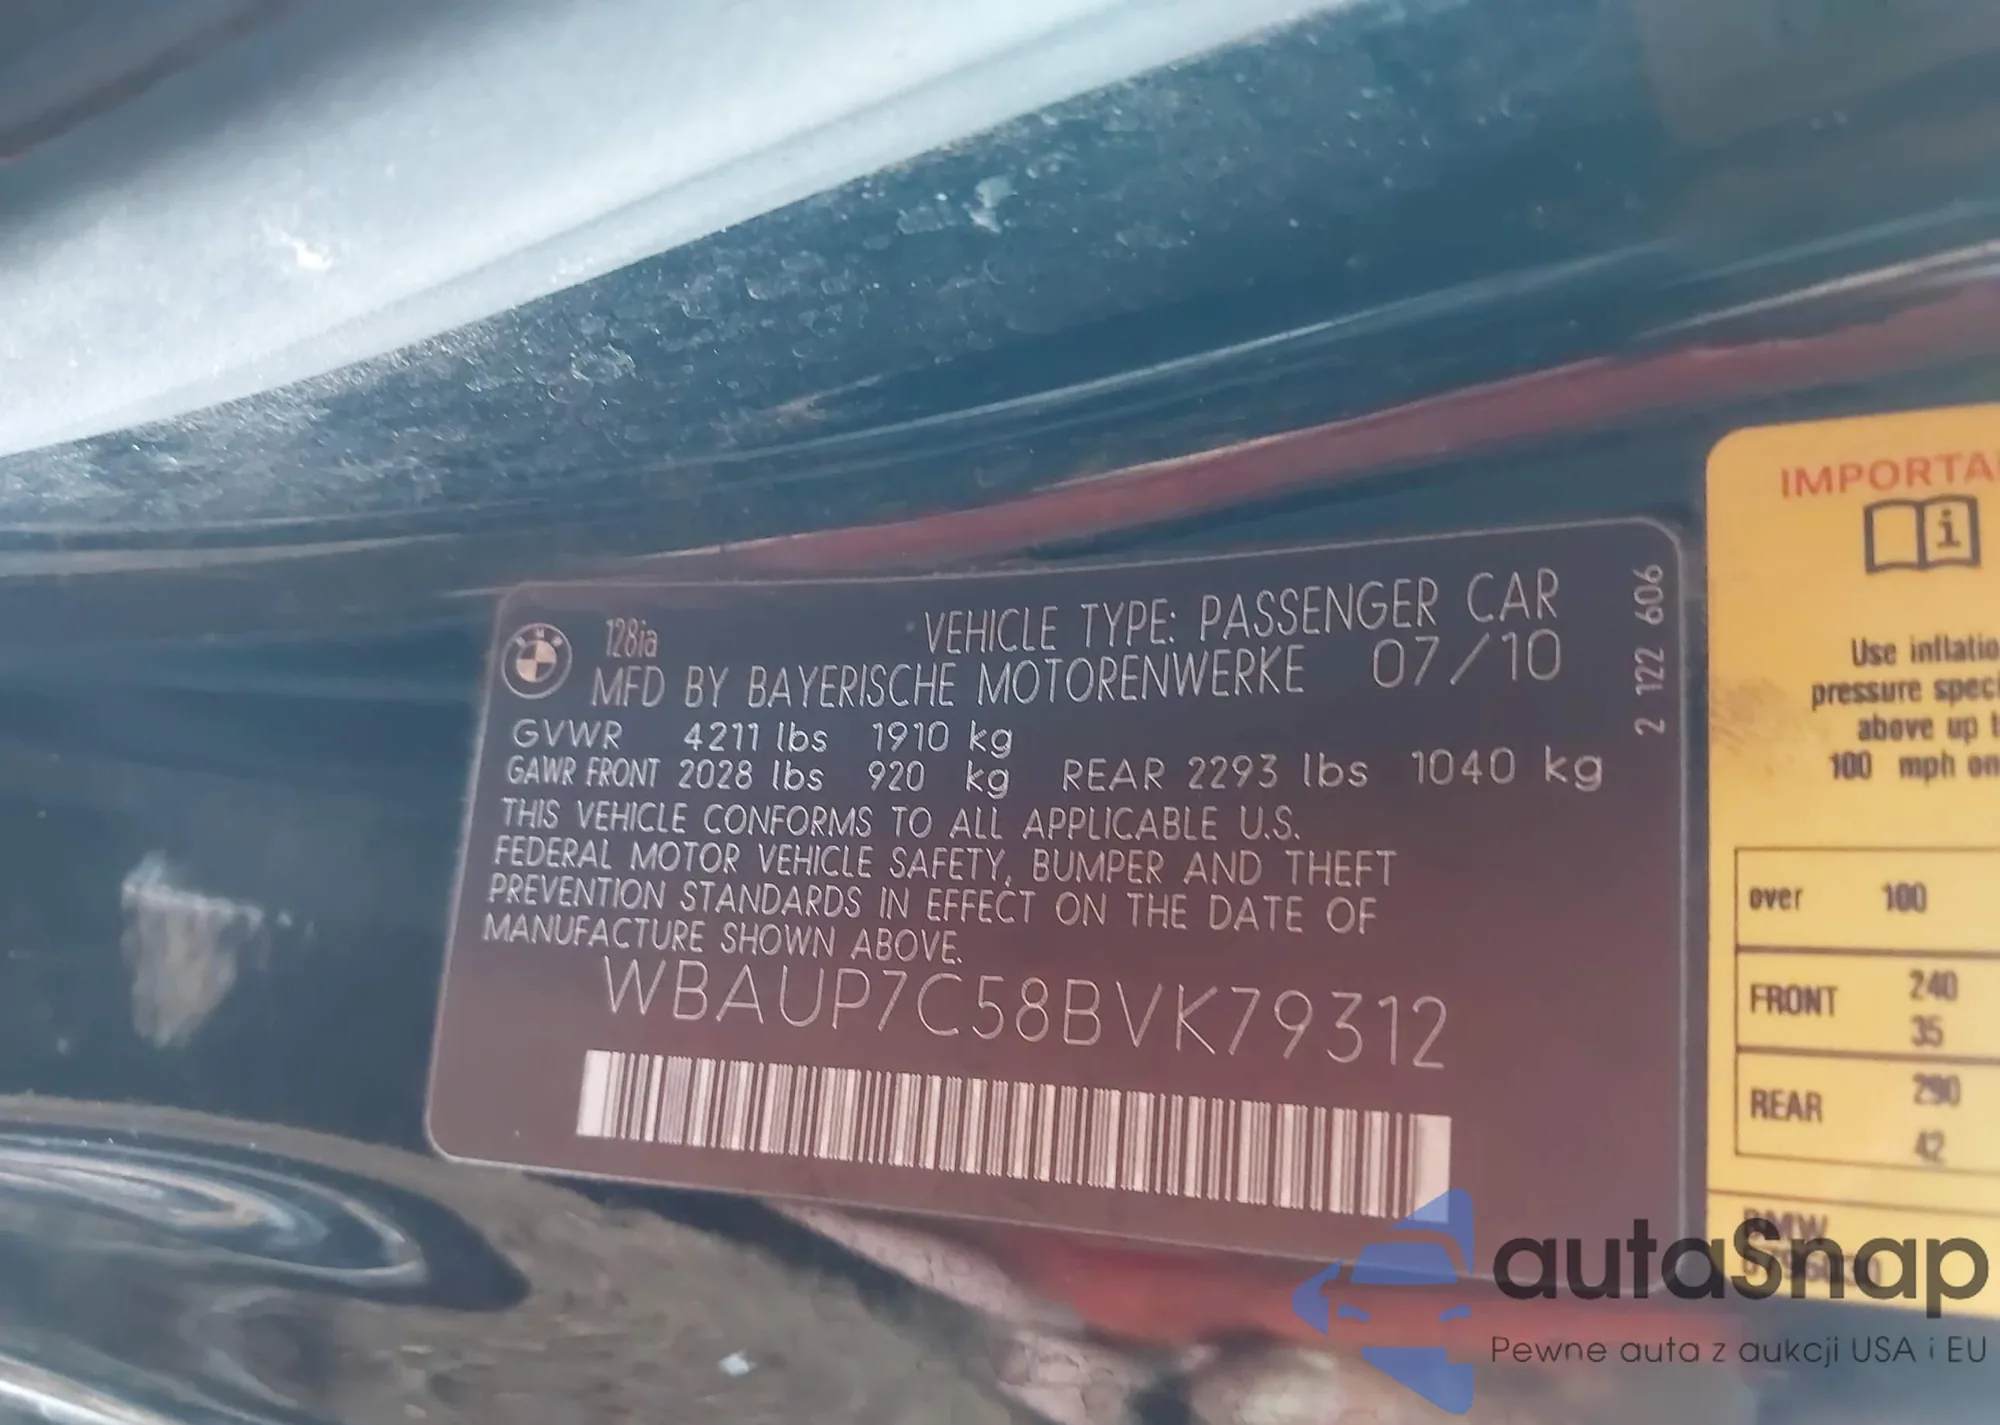 128ia
VEHICLE TYPE: PASSENGER CAR
MFD BY BAYERISCHE MOTORENWERKE 07/10
GVWR 4211 lbs 1910 kg
GAWR FRONT 2028 lbs 920 kg REAR 2293 lbs 1040 kg
THIS VEHICLE CONFORMS TO ALL APPLICABLE U.S.
FEDERAL MOTOR VEHICLE SAFETY, BUMPER AND THEFT
PREVENTION STANDARDS IN EFFECT ON THE DATE OF
MANUFACTURE SHOWN ABOVE.
WBAUP7C58BVK79312
2 122 606
IMPORTA
i
Use inflatio
pressure speci
above up t
100 mph on
over 100
FRONT 240
35
REAR 290
42
BMW
autaSnap
Pewne auta z aukcji USA i EU